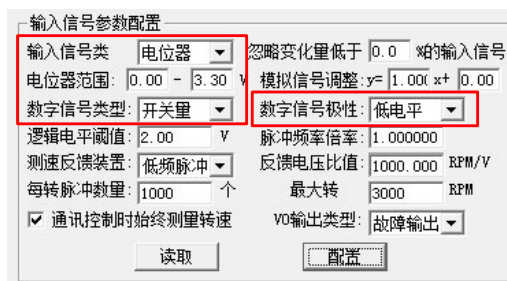 输入信号参数配置
输入信号类 电位器 忽略变化量低于 0.0 %的输入信号
电位器范围: 0.00 - 3.30 V 模拟信号调整:y= 1.00( x+ 0.00
数字信号类型: 开关量 数字信号极性: 低电平
逻辑电平阈值: 2.00 V 脉冲频率倍率: 1.000000
测速反馈装置: 低频脉冲 反馈电压比值: 1000.000 RPM/V
每转脉冲数量: 1000 个 最大转 3000 RPM
通讯控制时始终测量转速 VO输出类型: 故障输出
读取 配置